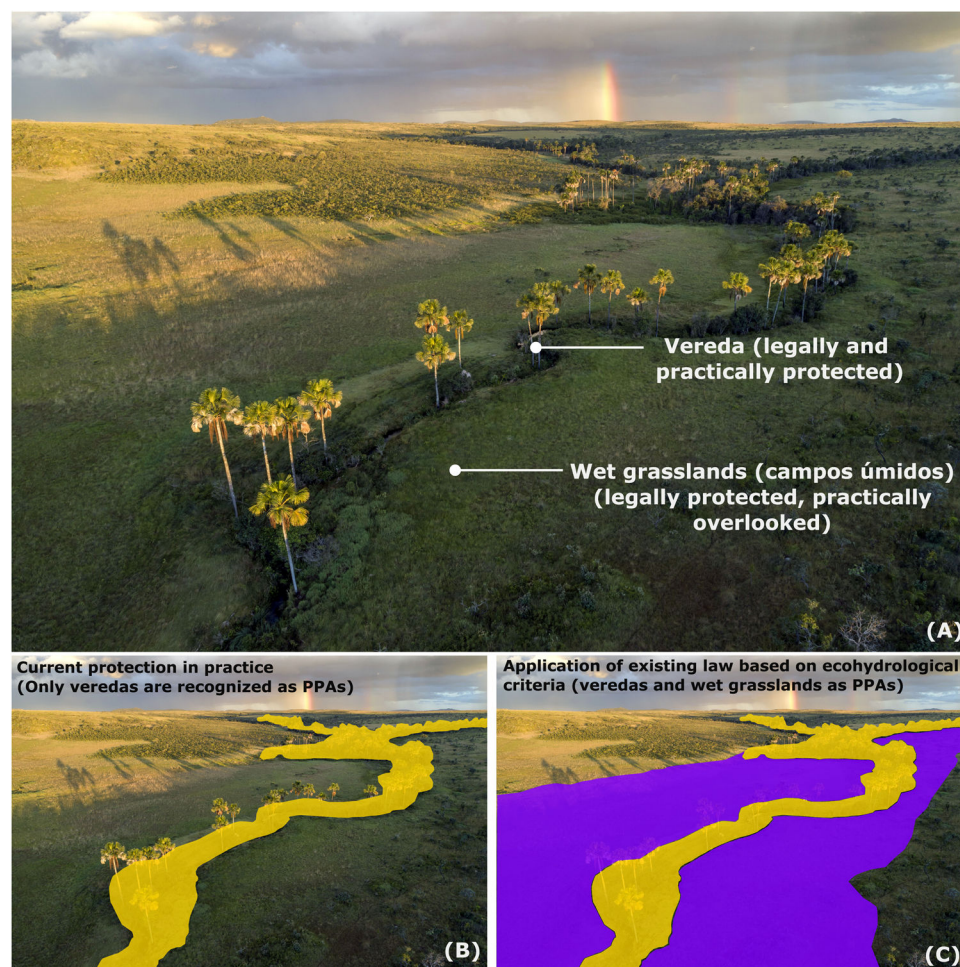 Vereda (legally and
practically protected)
Wet grasslands (campos úmidos)
(legally protected, practically
overlooked)
(A)
Current protection in practice
(Only veredas are recognized as PPAs)
(B)
Application of existing law based on ecohydrological
criteria (veredas and wet grasslands as PPAs)
(C)